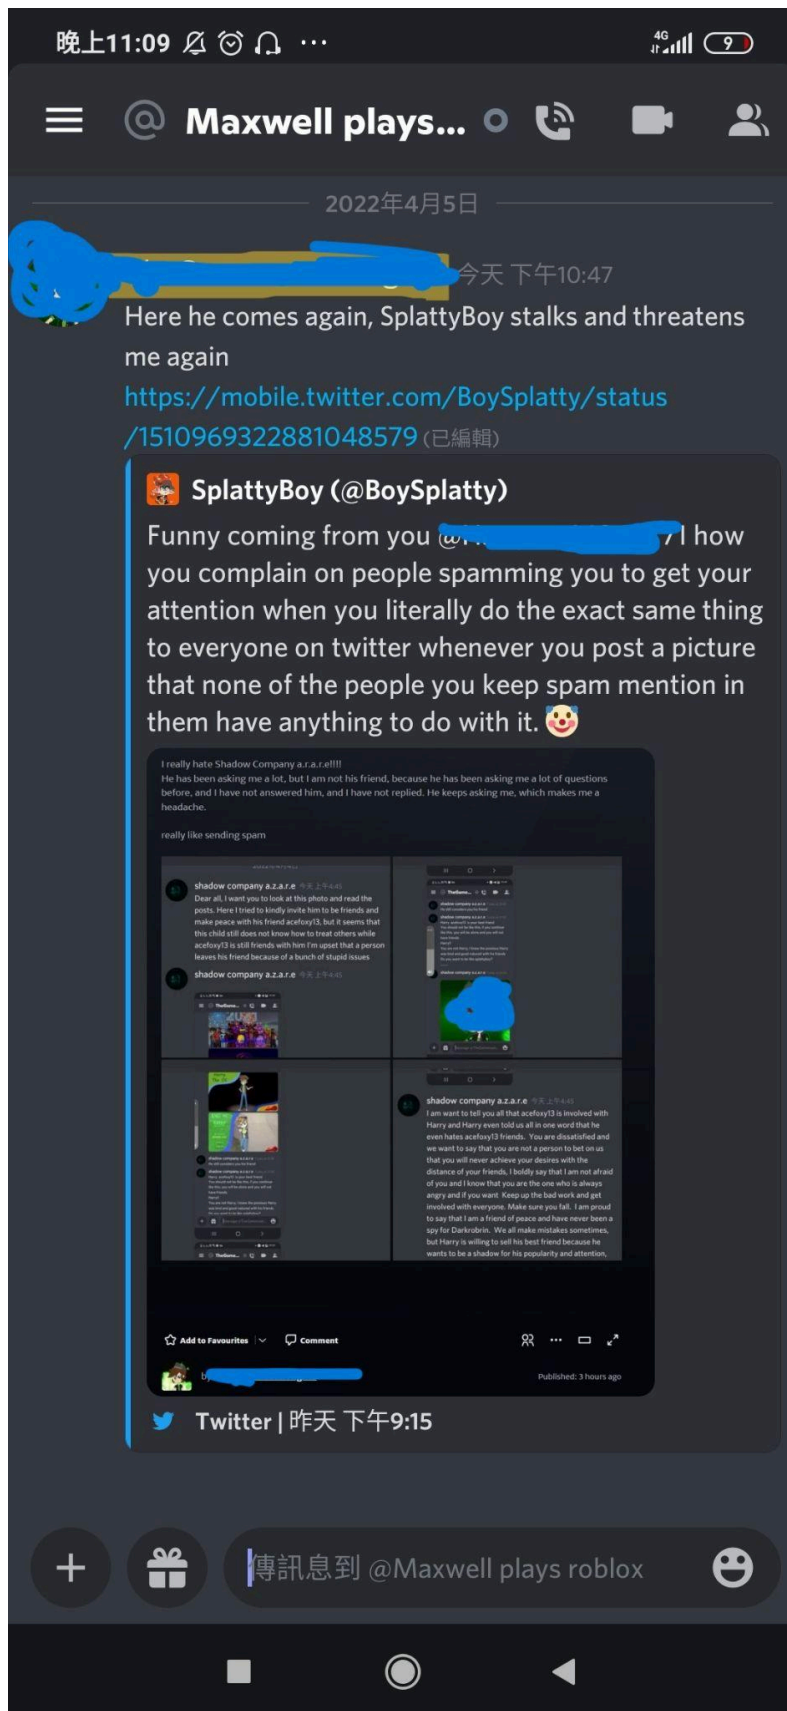 晚上11:09
4G
9
@ Maxwell plays...
2022年4月5日
今天 下午10:47
Here he comes again, SplattyBoy stalks and threatens
me again
https://mobile.twitter.com/BoySplatty/status
/1510969322881048579 (已編輯)
SplattyBoy (@BoySplatty)
Funny coming from you @ how
you complain on people spamming you to get your
attention when you literally do the exact same thing
to everyone on twitter whenever you post a picture
that none of the people you keep spam mention in
them have anything to do with it. 🤡
I really hate Shadow Company a.r.a.r.e!!!!
He has been asking me a lot, but I am not his friend, because he has been asking me a lot of questions
before, and I have not answered him, and I have not replied. He keeps asking me, which makes me a
headache.
really like sending spam
shadow company a.z.a.r.e 今天 上午4:45
Dear all, I want you to look at this photo and read the
posts. Here I tried to kindly invite him to be friends and
make peace with his friend acefoxy13, but it seems that
this child still does not know how to treat others while
acefoxy13 is still friends with him I'm upset that a person
leaves his friend because of a bunch of stupid issues
shadow company a.z.a.r.e 今天 上午4:45
TheGame...
shadow company a.z.a.r.e 今天 上午4:45
I am want to tell you all that acefoxy13 is involved with
Harry and Harry even told us all in one word that he
even hates acefoxy13 friends. You are dissatisfied and
we want to say that you are not a person to bet on us
that you will never achieve your desires with the
distance of your friends, I boldly say that I am not afraid
of you and I know that you are the one who is always
angry and if you want Keep up the bad work and get
involved with everyone. Make sure you fall. I am proud
to say that I am a friend of peace and have never been a
spy for Darkrobrin. We all make mistakes sometimes,
but Harry is willing to sell his best friend because he
wants to be a shadow for his popularity and attention,
Add to Favourites
Comment
Published: 3 hours ago
Twitter | 昨天 下午9:15
傳訊息到 @Maxwell plays roblox